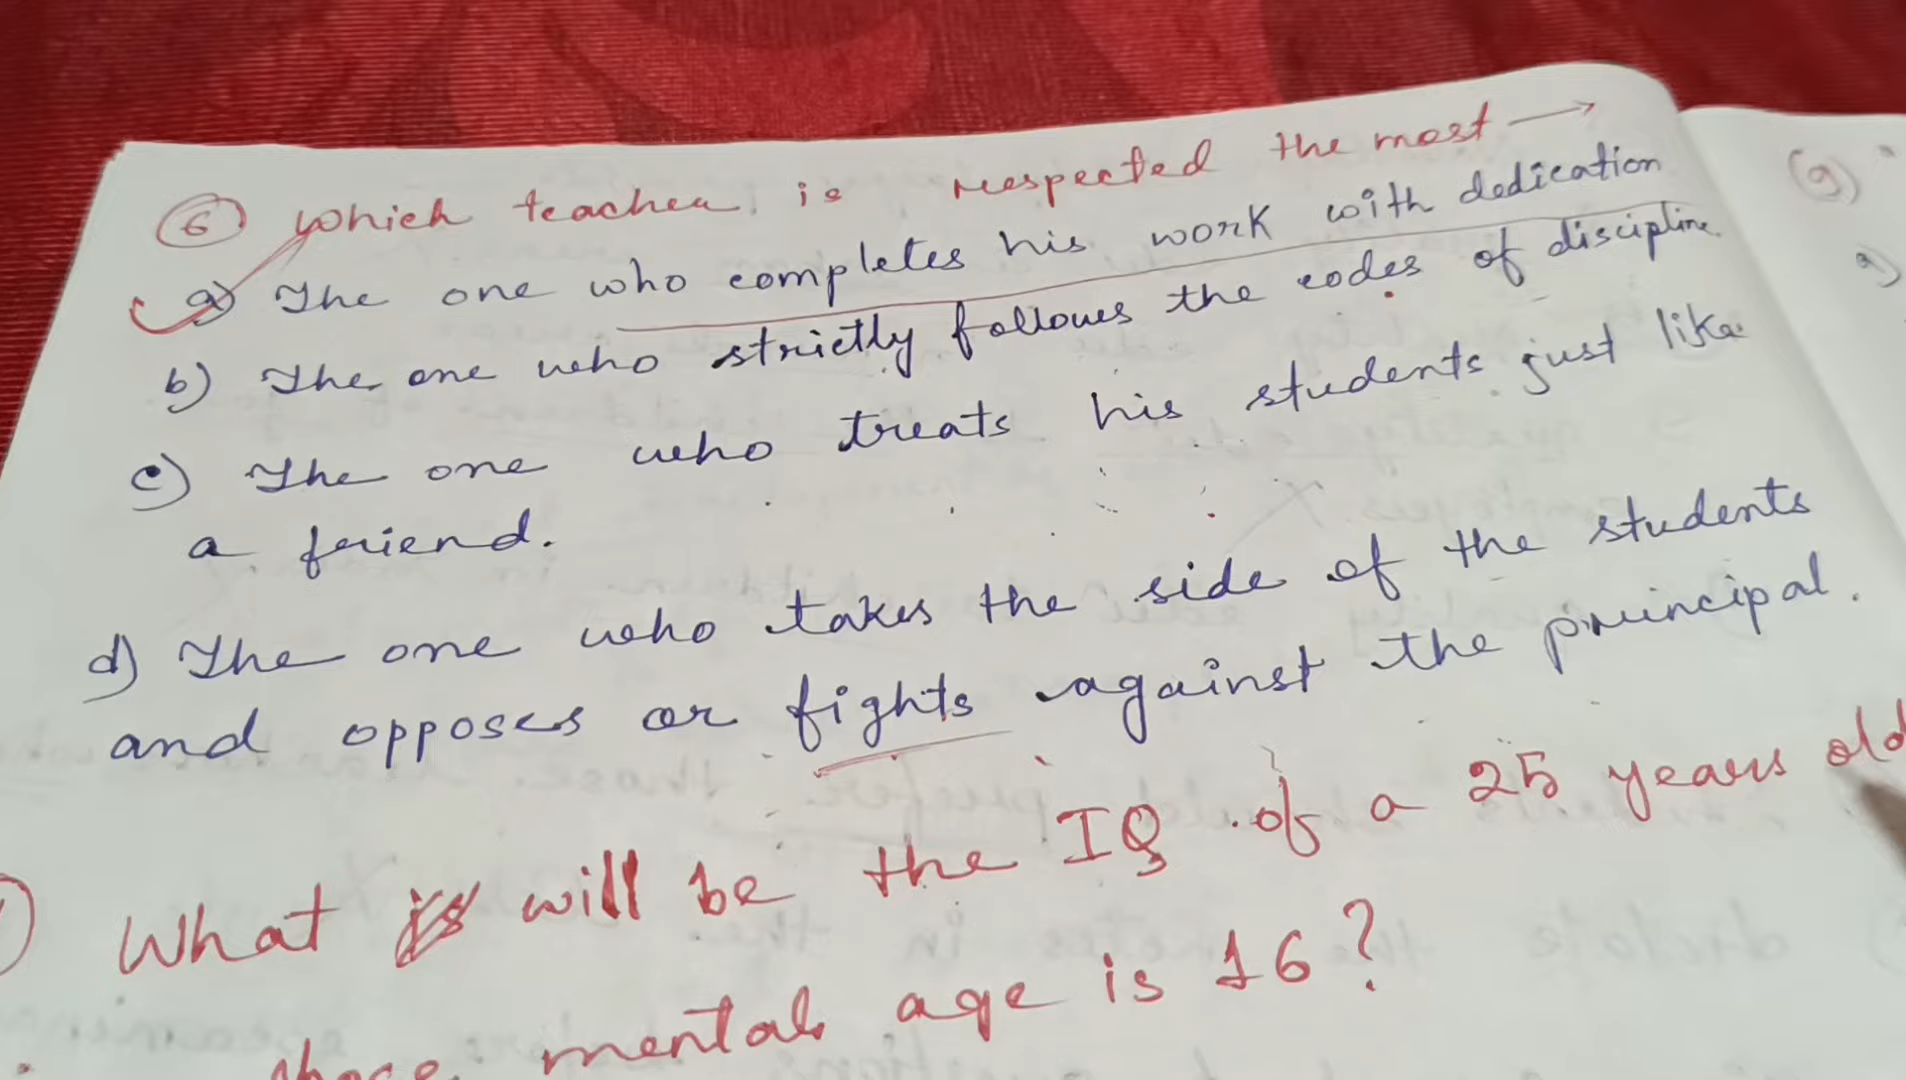 6 Which teacher is respected the most →
a) The one who completes his work with dedication
b) The one who strictly follows the codes of discipline.
c) The one who treats his students just like
a friend.
d) The one who takes the side of the students
and opposes or fights against the principal.
What will be the IQ of a 25 years old
whose mental age is 16?
(9)
a)